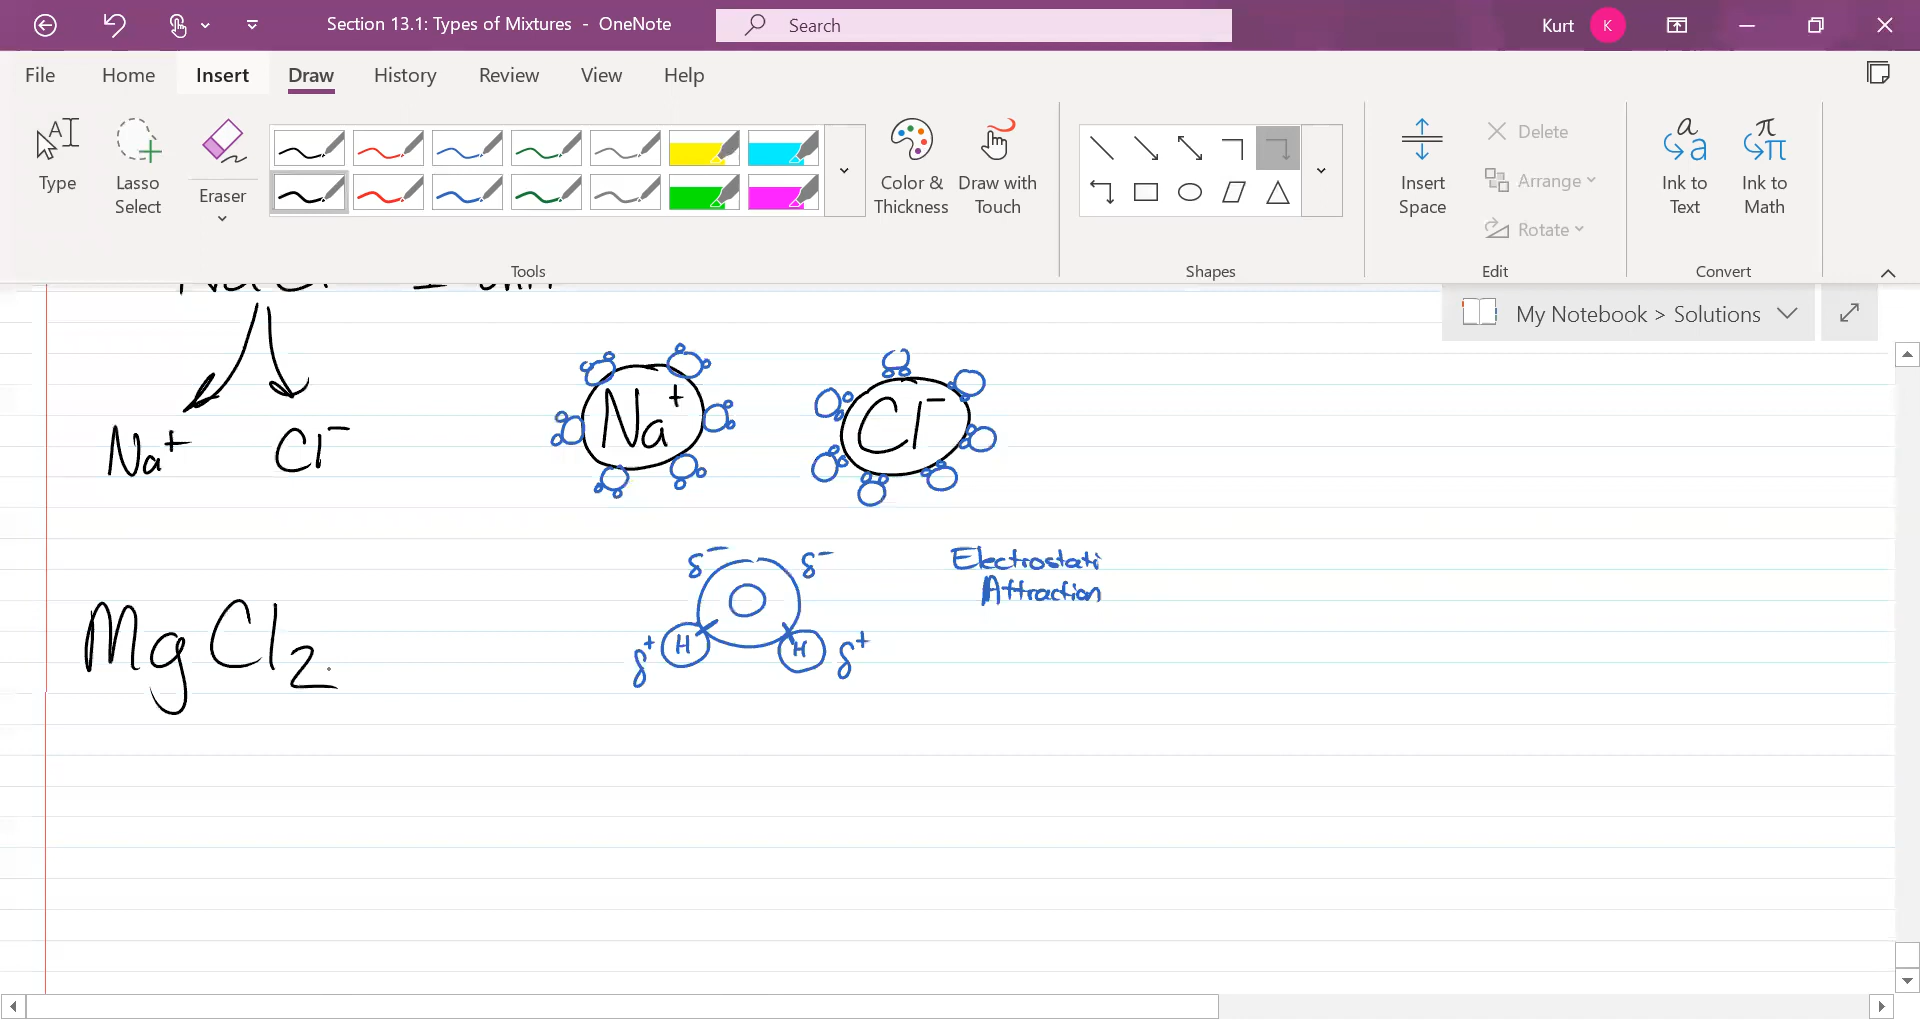 Section 13.1: Types of Mixtures - OneNote
Search
Kurt K
File Home Insert Draw History Review View Help
Type
Lasso Select
Eraser
Color & Thickness
Draw with Touch
Insert Space
Delete
Arrange
Rotate
Ink to Text
Ink to Math
Tools
Shapes
Edit
Convert
My Notebook > Solutions
Na⁺ Cl⁻
Na⁺ Cl⁻
δ⁻ δ⁻
O
δ⁺ H H δ⁺
Electrostati
Attraction
MgCl₂